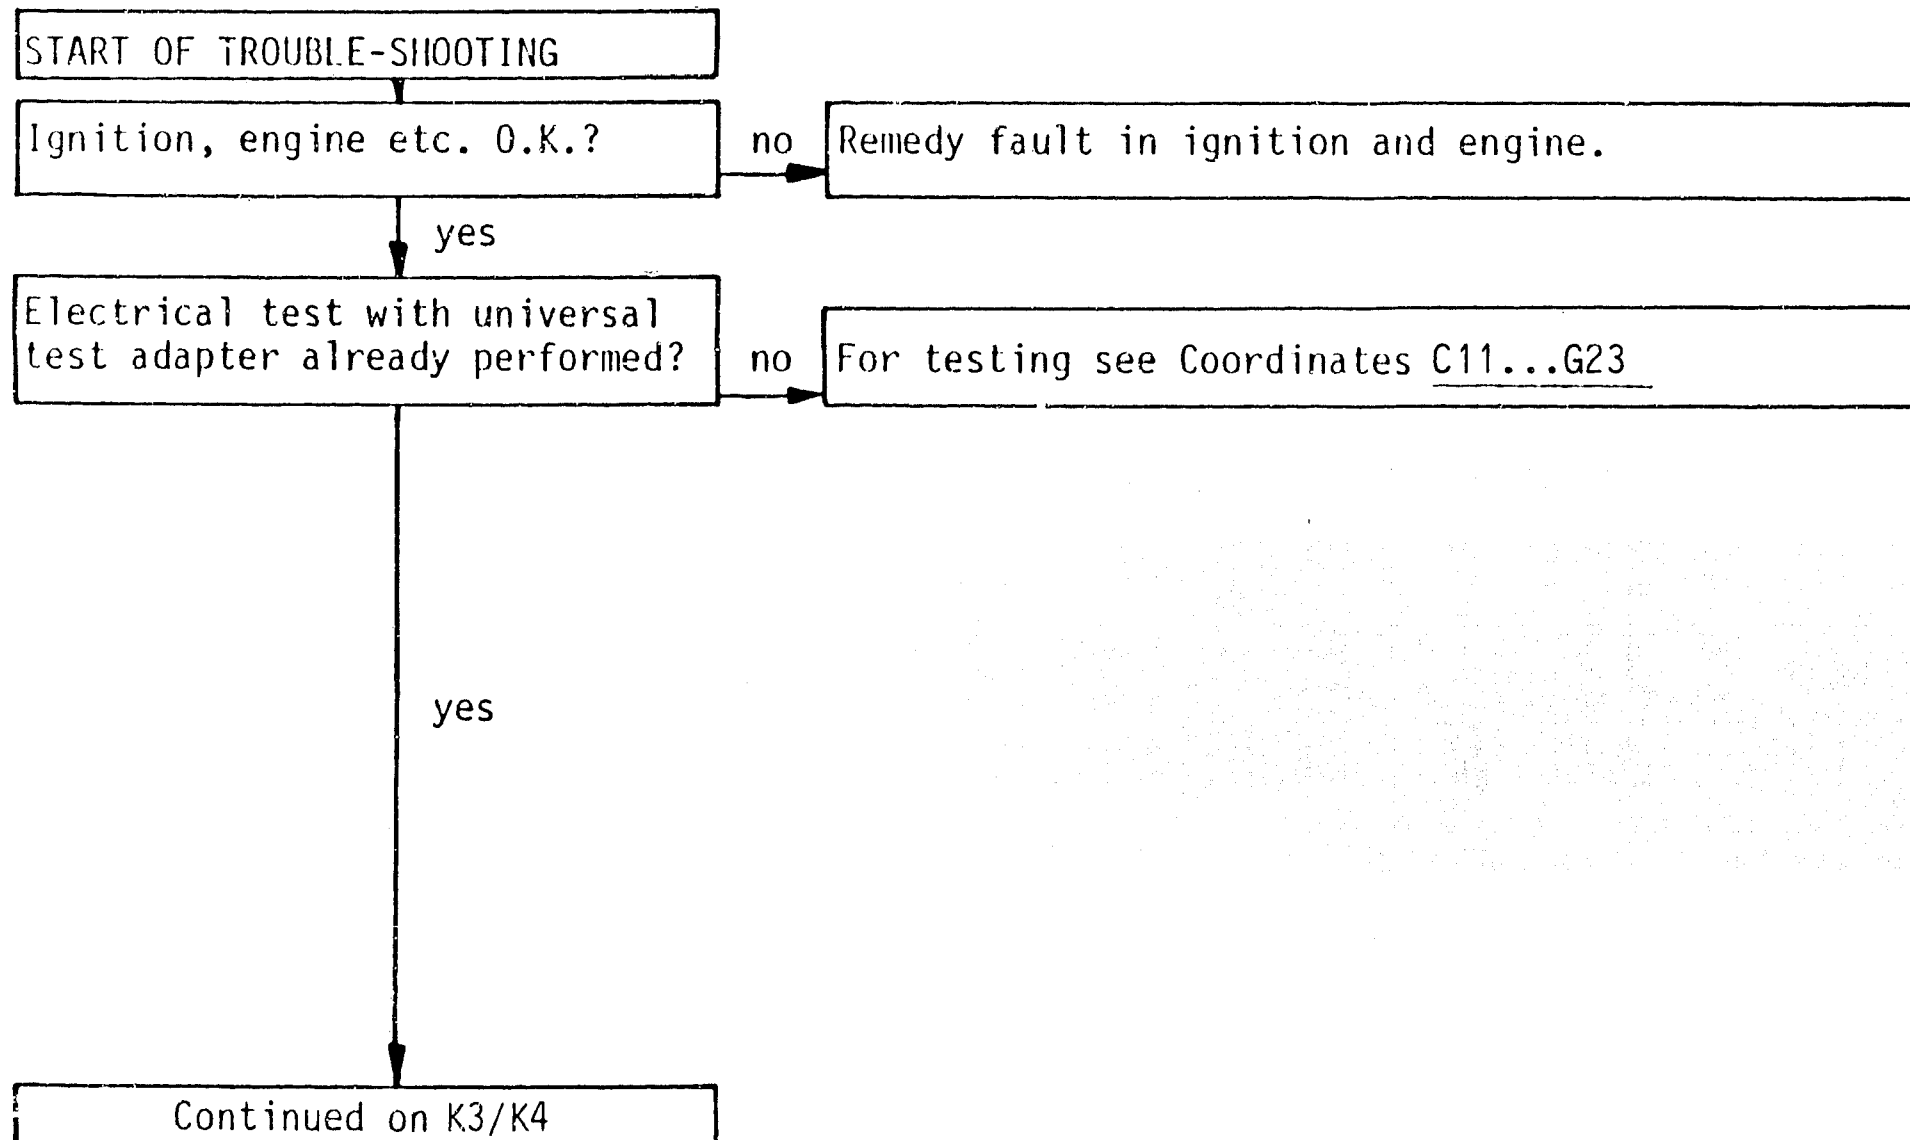 START OF TROUBLE-SHOOTING
Ignition, engine etc. O.K.?
no
Remedy fault in ignition and engine.
yes
Electrical test with universal
test adapter already performed?
no
For testing see Coordinates C11...G23
yes
Continued on K3/K4